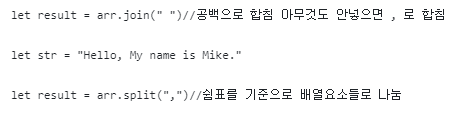 let result = arr.join(" ")//공백으로 합침 아무것도 안넣으면 , 로 합침
let str = "Hello, My name is Mike."
let result = arr.split(",")//쉼표를 기준으로 배열요소들로 나눔